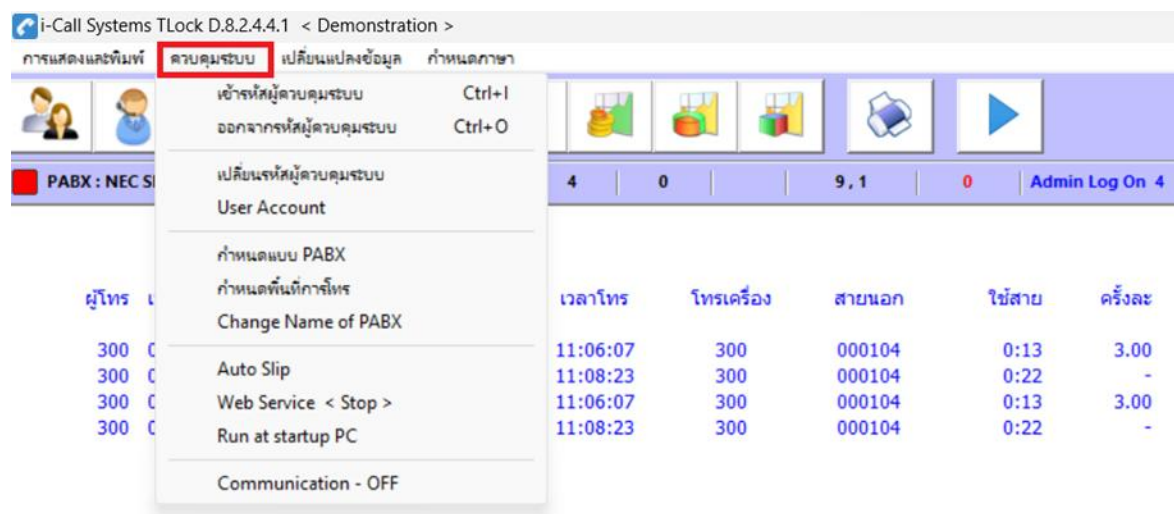 i-Call Systems TLock D.8.2.4.4.1 < Demonstration >
การแสดงและพิมพ์ ควบคุมระบบ เปลี่ยนแปลงข้อมูล กำหนดภาษา
เข้ารหัสผู้ควบคุมระบบ Ctrl+I
ออกจากรหัสผู้ควบคุมระบบ Ctrl+O
PABX : NEC 4 0 9 , 1 0 Admin Log On 4
เปลี่ยนรหัสผู้ควบคุมระบบ
User Account
กำหนดแบบ PABX
กำหนดพื้นที่การโทร
Change Name of PABX
Auto Slip
Web Service < Stop >
Run at startup PC
Communication - OFF
ผู้โทร เวลาโทร โทรเครื่อง สายนอก ใช้สาย ครั้งละ
300 11:06:07 300 000104 0:13 3.00
300 11:08:23 300 000104 0:22 -
300 11:06:07 300 000104 0:13 3.00
300 11:08:23 300 000104 0:22 -